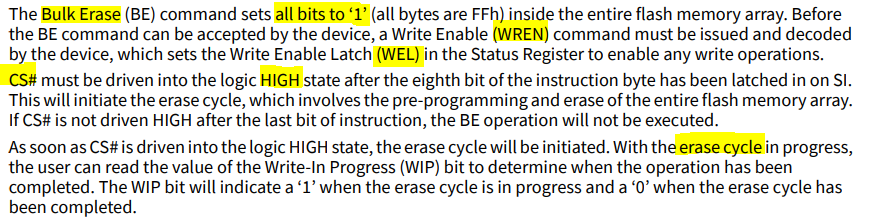 The Bulk Erase (BE) command sets all bits to ‘1’ (all bytes are FFh) inside the entire flash memory array. Before
the BE command can be accepted by the device, a Write Enable (WREN) command must be issued and decoded
by the device, which sets the Write Enable Latch (WEL) in the Status Register to enable any write operations.
CS# must be driven into the logic HIGH state after the eighth bit of the instruction byte has been latched in on SI.
This will initiate the erase cycle, which involves the pre-programming and erase of the entire flash memory array.
If CS# is not driven HIGH after the last bit of instruction, the BE operation will not be executed.
As soon as CS# is driven into the logic HIGH state, the erase cycle will be initiated. With the erase cycle in progress,
the user can read the value of the Write-In Progress (WIP) bit to determine when the operation has been
completed. The WIP bit will indicate a ‘1’ when the erase cycle is in progress and a ‘0’ when the erase cycle has
been completed.